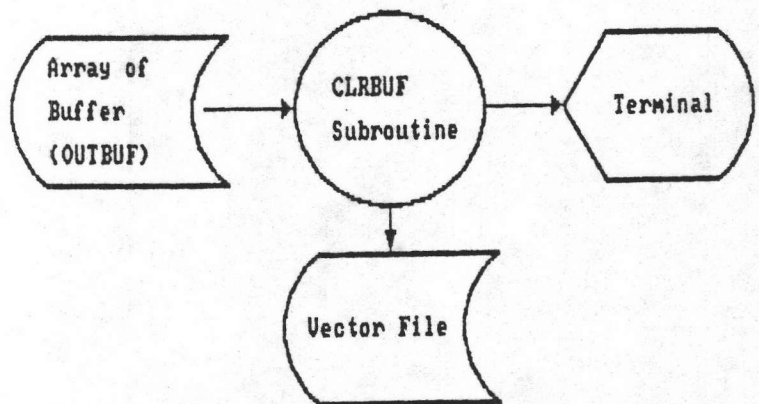 Array of
Buffer
(OUTBUF)
CLRBUF
Subroutine
Terminal
Vector File